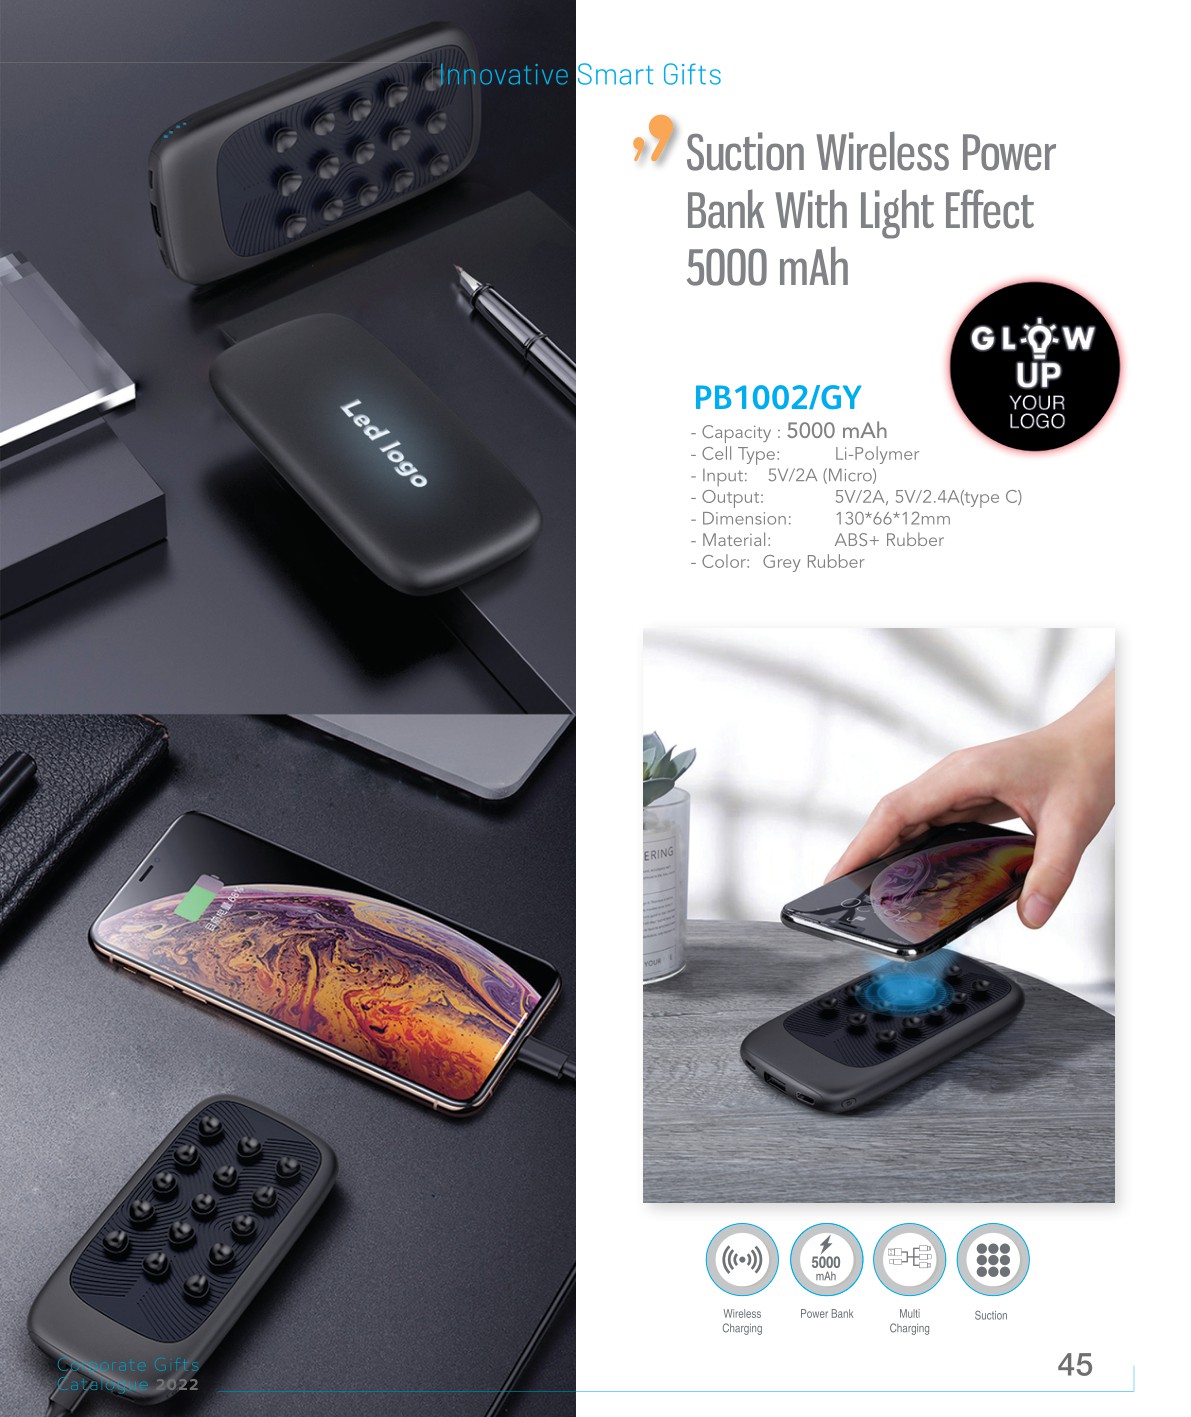 Innovative Smart Gifts
Suction Wireless Power
Bank With Light Effect
5000 mAh
GLOW
UP
YOUR
LOGO
PB1002/GY
- Capacity : 5000 mAh
- Cell Type: Li-Polymer
- Input: 5V/2A (Micro)
- Output: 5V/2A, 5V/2.4A(type C)
- Dimension: 130*66*12mm
- Material: ABS+ Rubber
- Color: Grey Rubber
Led logo
ERING
YOUR
5000
mAh
Wireless
Charging
Power Bank
Multi
Charging
Suction
Corporate Gifts
Catalogue 2022
45